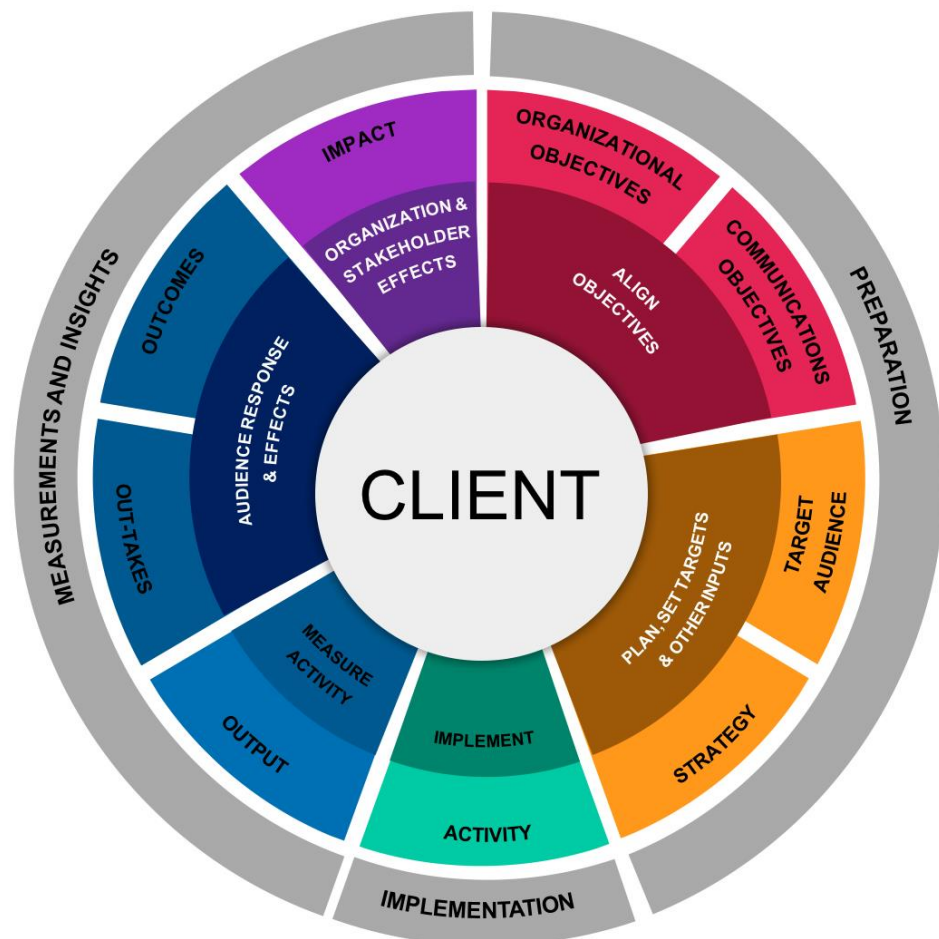 CLIENT
PREPARATION
ORGANIZATIONAL
OBJECTIVES
COMMUNICATIONS
OBJECTIVES
ALIGN
OBJECTIVES
TARGET
AUDIENCE
STRATEGY
PLAN, SET TARGETS
& OTHER INPUTS
IMPLEMENTATION
ACTIVITY
IMPLEMENT
MEASUREMENTS AND INSIGHTS
OUTPUT
MEASURE
ACTIVITY
OUT-TAKES
OUTCOMES
AUDIENCE RESPONSE
& EFFECTS
IMPACT
ORGANIZATION &
STAKEHOLDER
EFFECTS